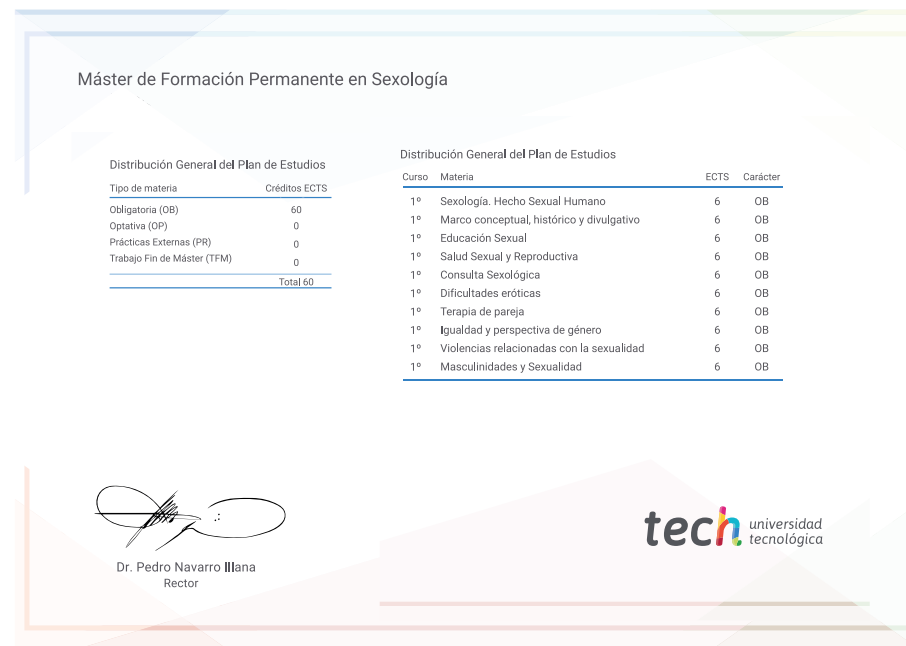 Máster de Formación Permanente en Sexología
Distribución General del Plan de Estudios
Tipo de materia Créditos ECTS
Obligatoria (OB) 60
Optativa (OP) 0
Prácticas Externas (PR) 0
Trabajo Fin de Máster (TFM) 0
Total 60
Distribución General del Plan de Estudios
Curso Materia ECTS Carácter
1º Sexología. Hecho Sexual Humano 6 OB
1º Marco conceptual, histórico y divulgativo 6 OB
1º Educación Sexual 6 OB
1º Salud Sexual y Reproductiva 6 OB
1º Consulta Sexológica 6 OB
1º Dificultades eróticas 6 OB
1º Terapia de pareja 6 OB
1º Igualdad y perspectiva de género 6 OB
1º Violencias relacionadas con la sexualidad 6 OB
1º Masculinidades y Sexualidad 6 OB
Dr. Pedro Navarro Illana
Rector
tech universidad
tecnológica